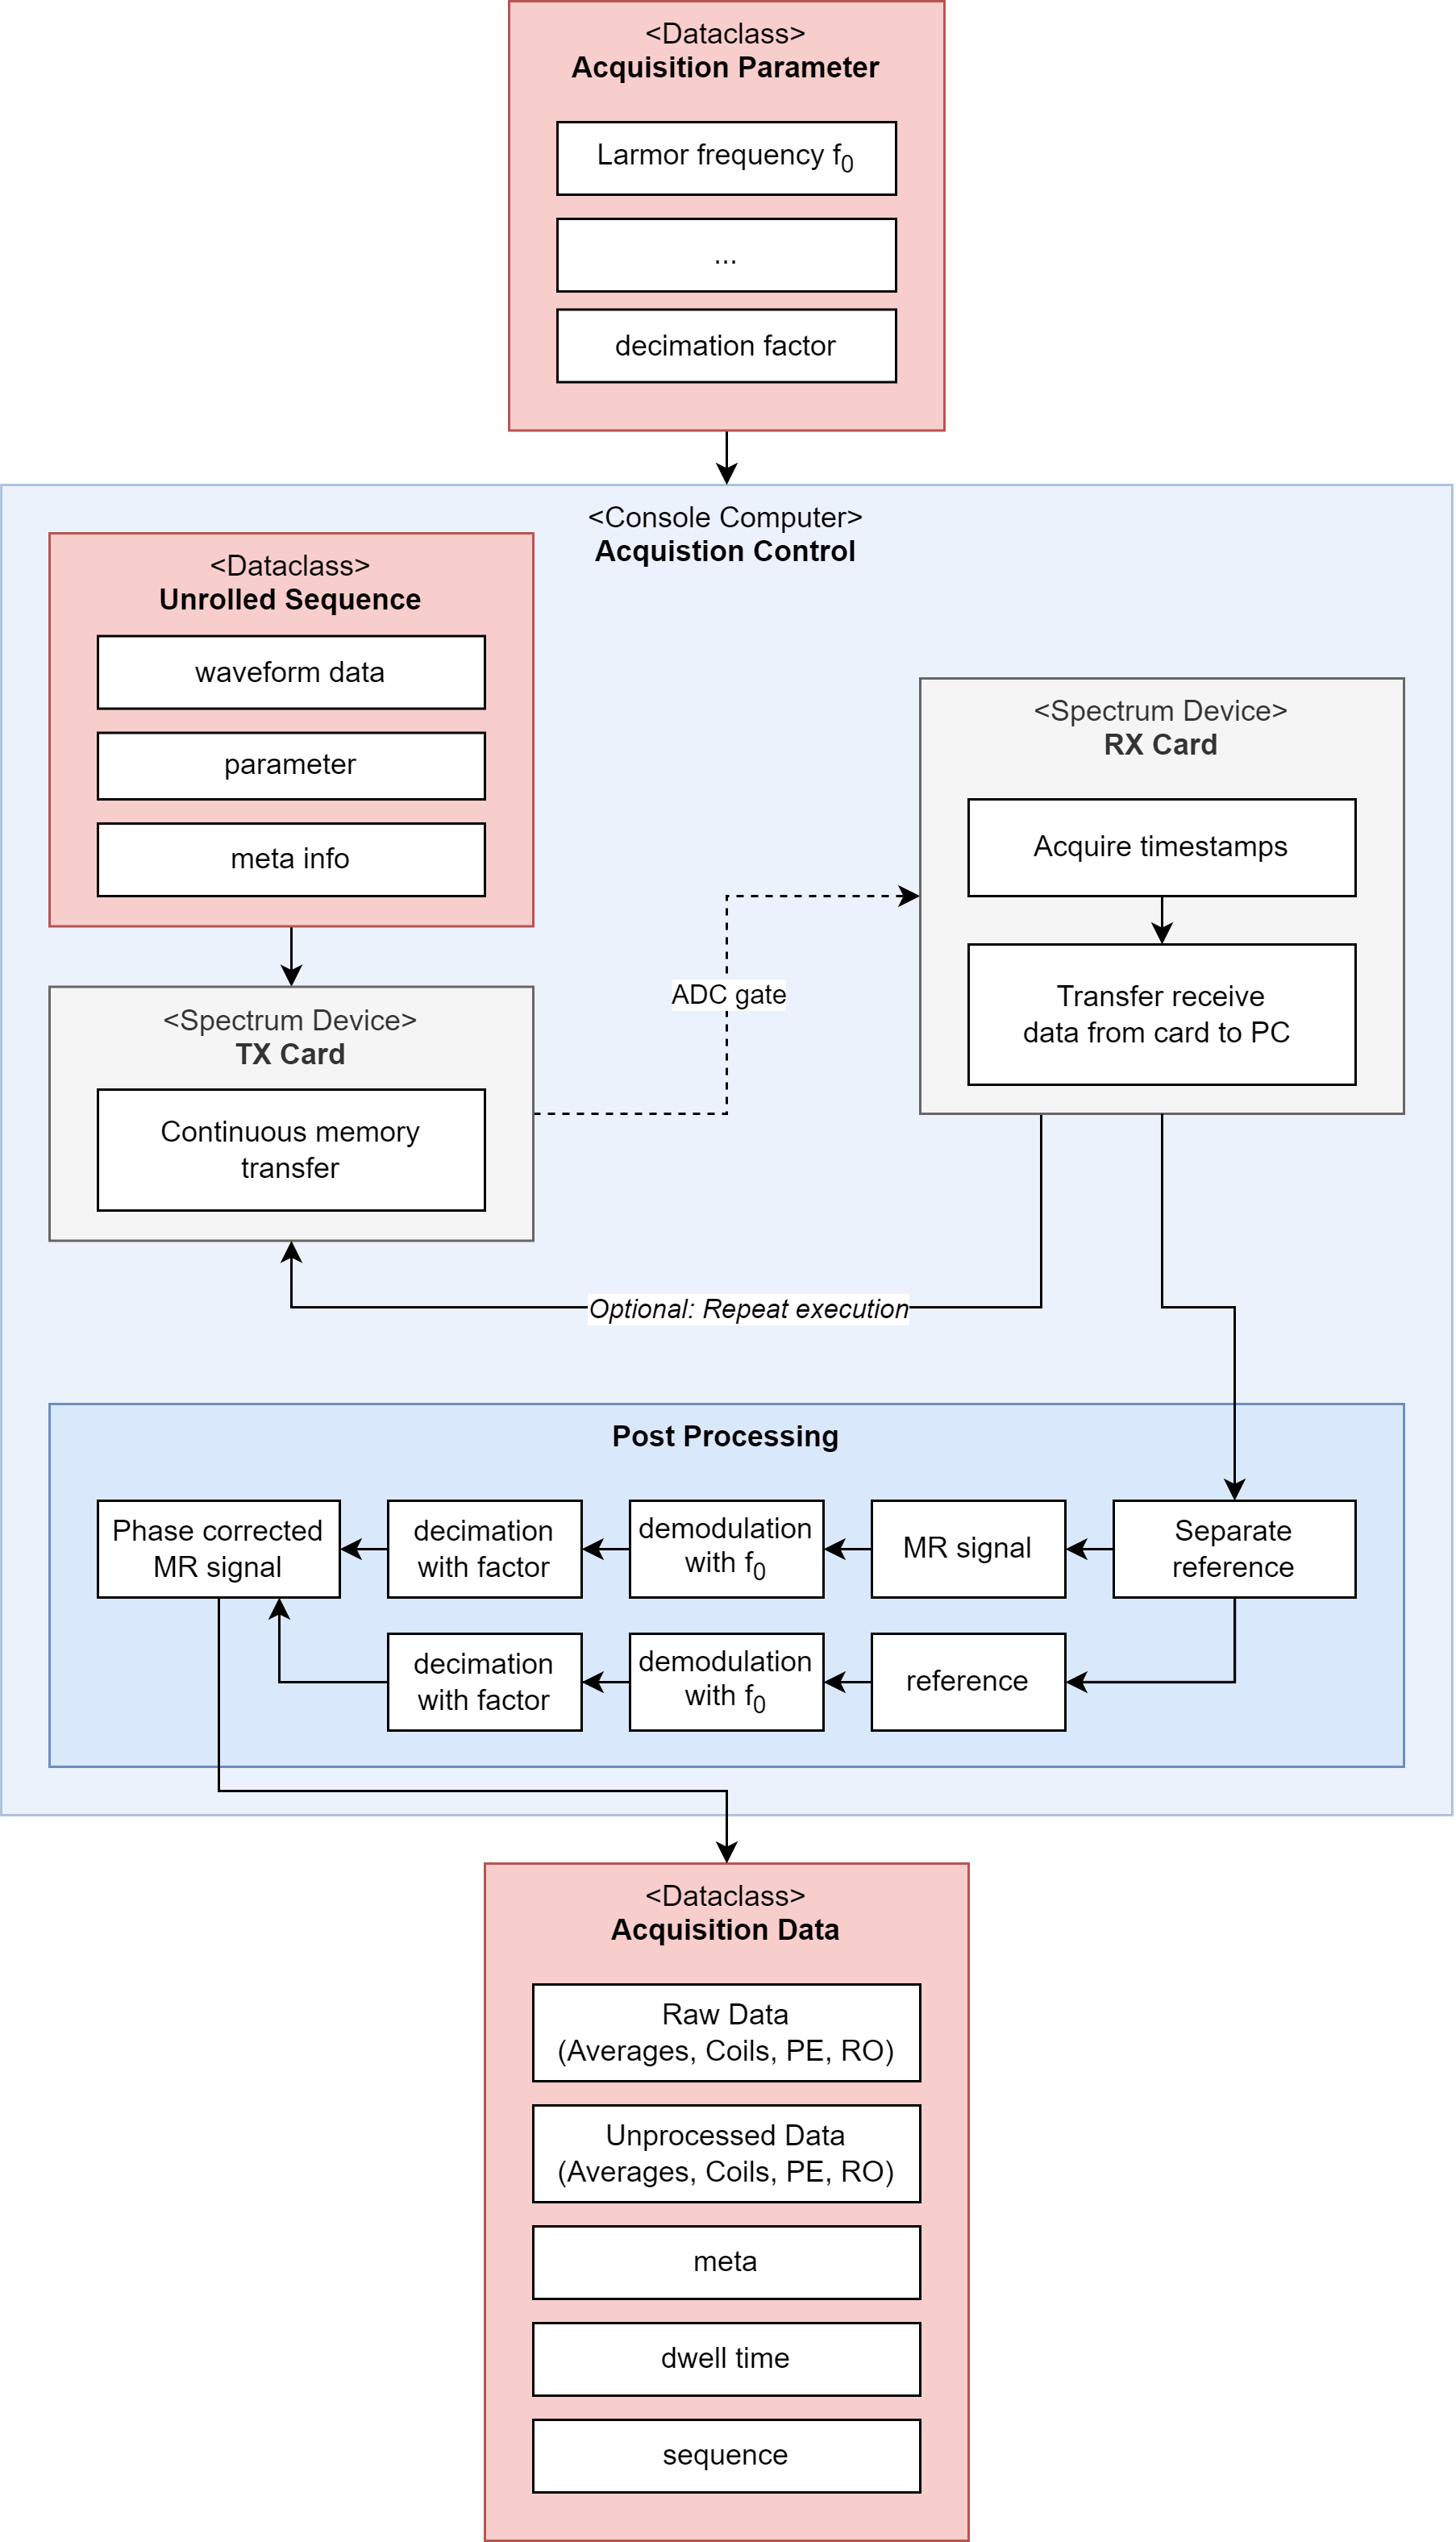 <Dataclass>
Acquisition Parameter
Larmor frequency f0
...
decimation factor
<Console Computer>
Acquistion Control
<Dataclass>
Unrolled Sequence
waveform data
parameter
meta info
<Spectrum Device>
RX Card
Acquire timestamps
Transfer receive
data from card to PC
ADC gate
<Spectrum Device>
TX Card
Continuous memory
transfer
Optional: Repeat execution
Post Processing
Phase corrected
MR signal
decimation
with factor
demodulation
with f0
MR signal
Separate
reference
decimation
with factor
demodulation
with f0
reference
<Dataclass>
Acquisition Data
Raw Data
(Averages, Coils, PE, RO)
Unprocessed Data
(Averages, Coils, PE, RO)
meta
dwell time
sequence